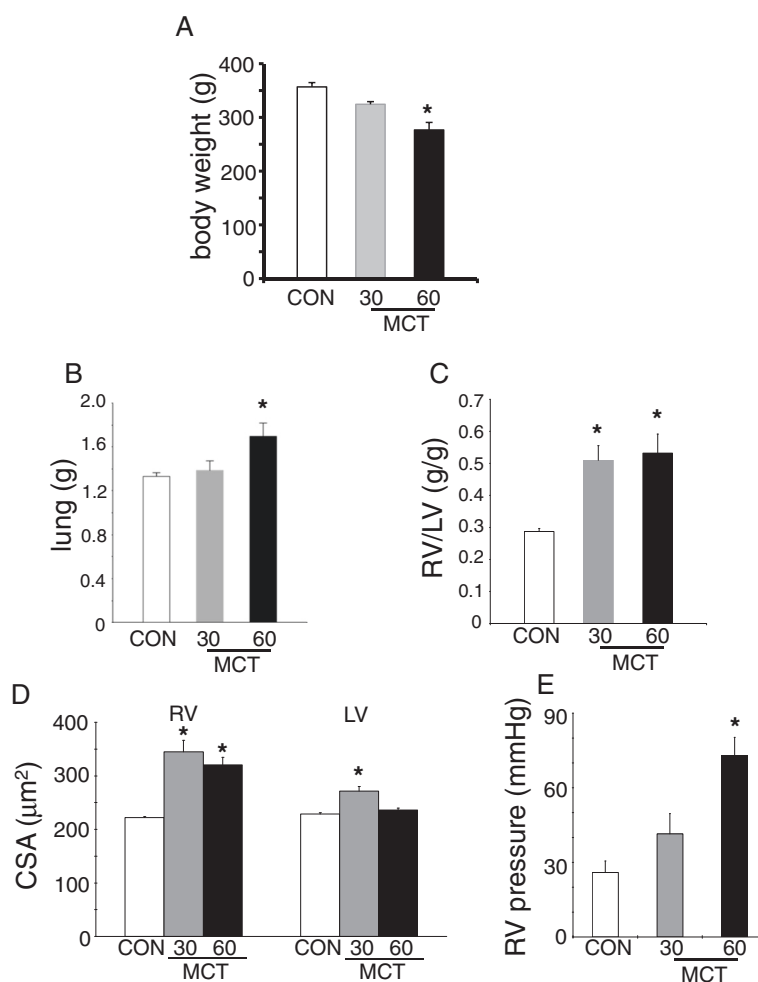 A
body weight (g)
400
300
200
100
0
*
CON 30 60
MCT
B
lung (g)
2.0
1.6
1.2
0.8
0.4
0
*
CON 30 60
MCT
C
RV/LV (g/g)
0.7
0.6
0.5
0.4
0.3
0.2
0.1
0
* *
CON 30 60
MCT
D
CSA (μm²)
400
300
200
100
0
RV LV
* * *
CON 30 60 CON 30 60
MCT MCT
E
RV pressure (mmHg)
90
60
30
0
*
CON 30 60
MCT